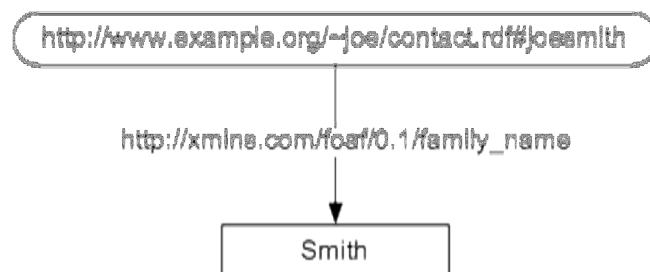 http://www.example.org/~joe/contact.rdf#joesmith
http://xmlns.com/foaf/0.1/family_name
Smith